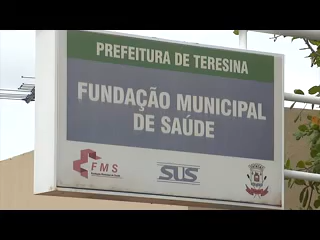 PREFEITURA DE TERESINA
FUNDAÇÃO MUNICIPAL
DE SAÚDE
FMS
SUS